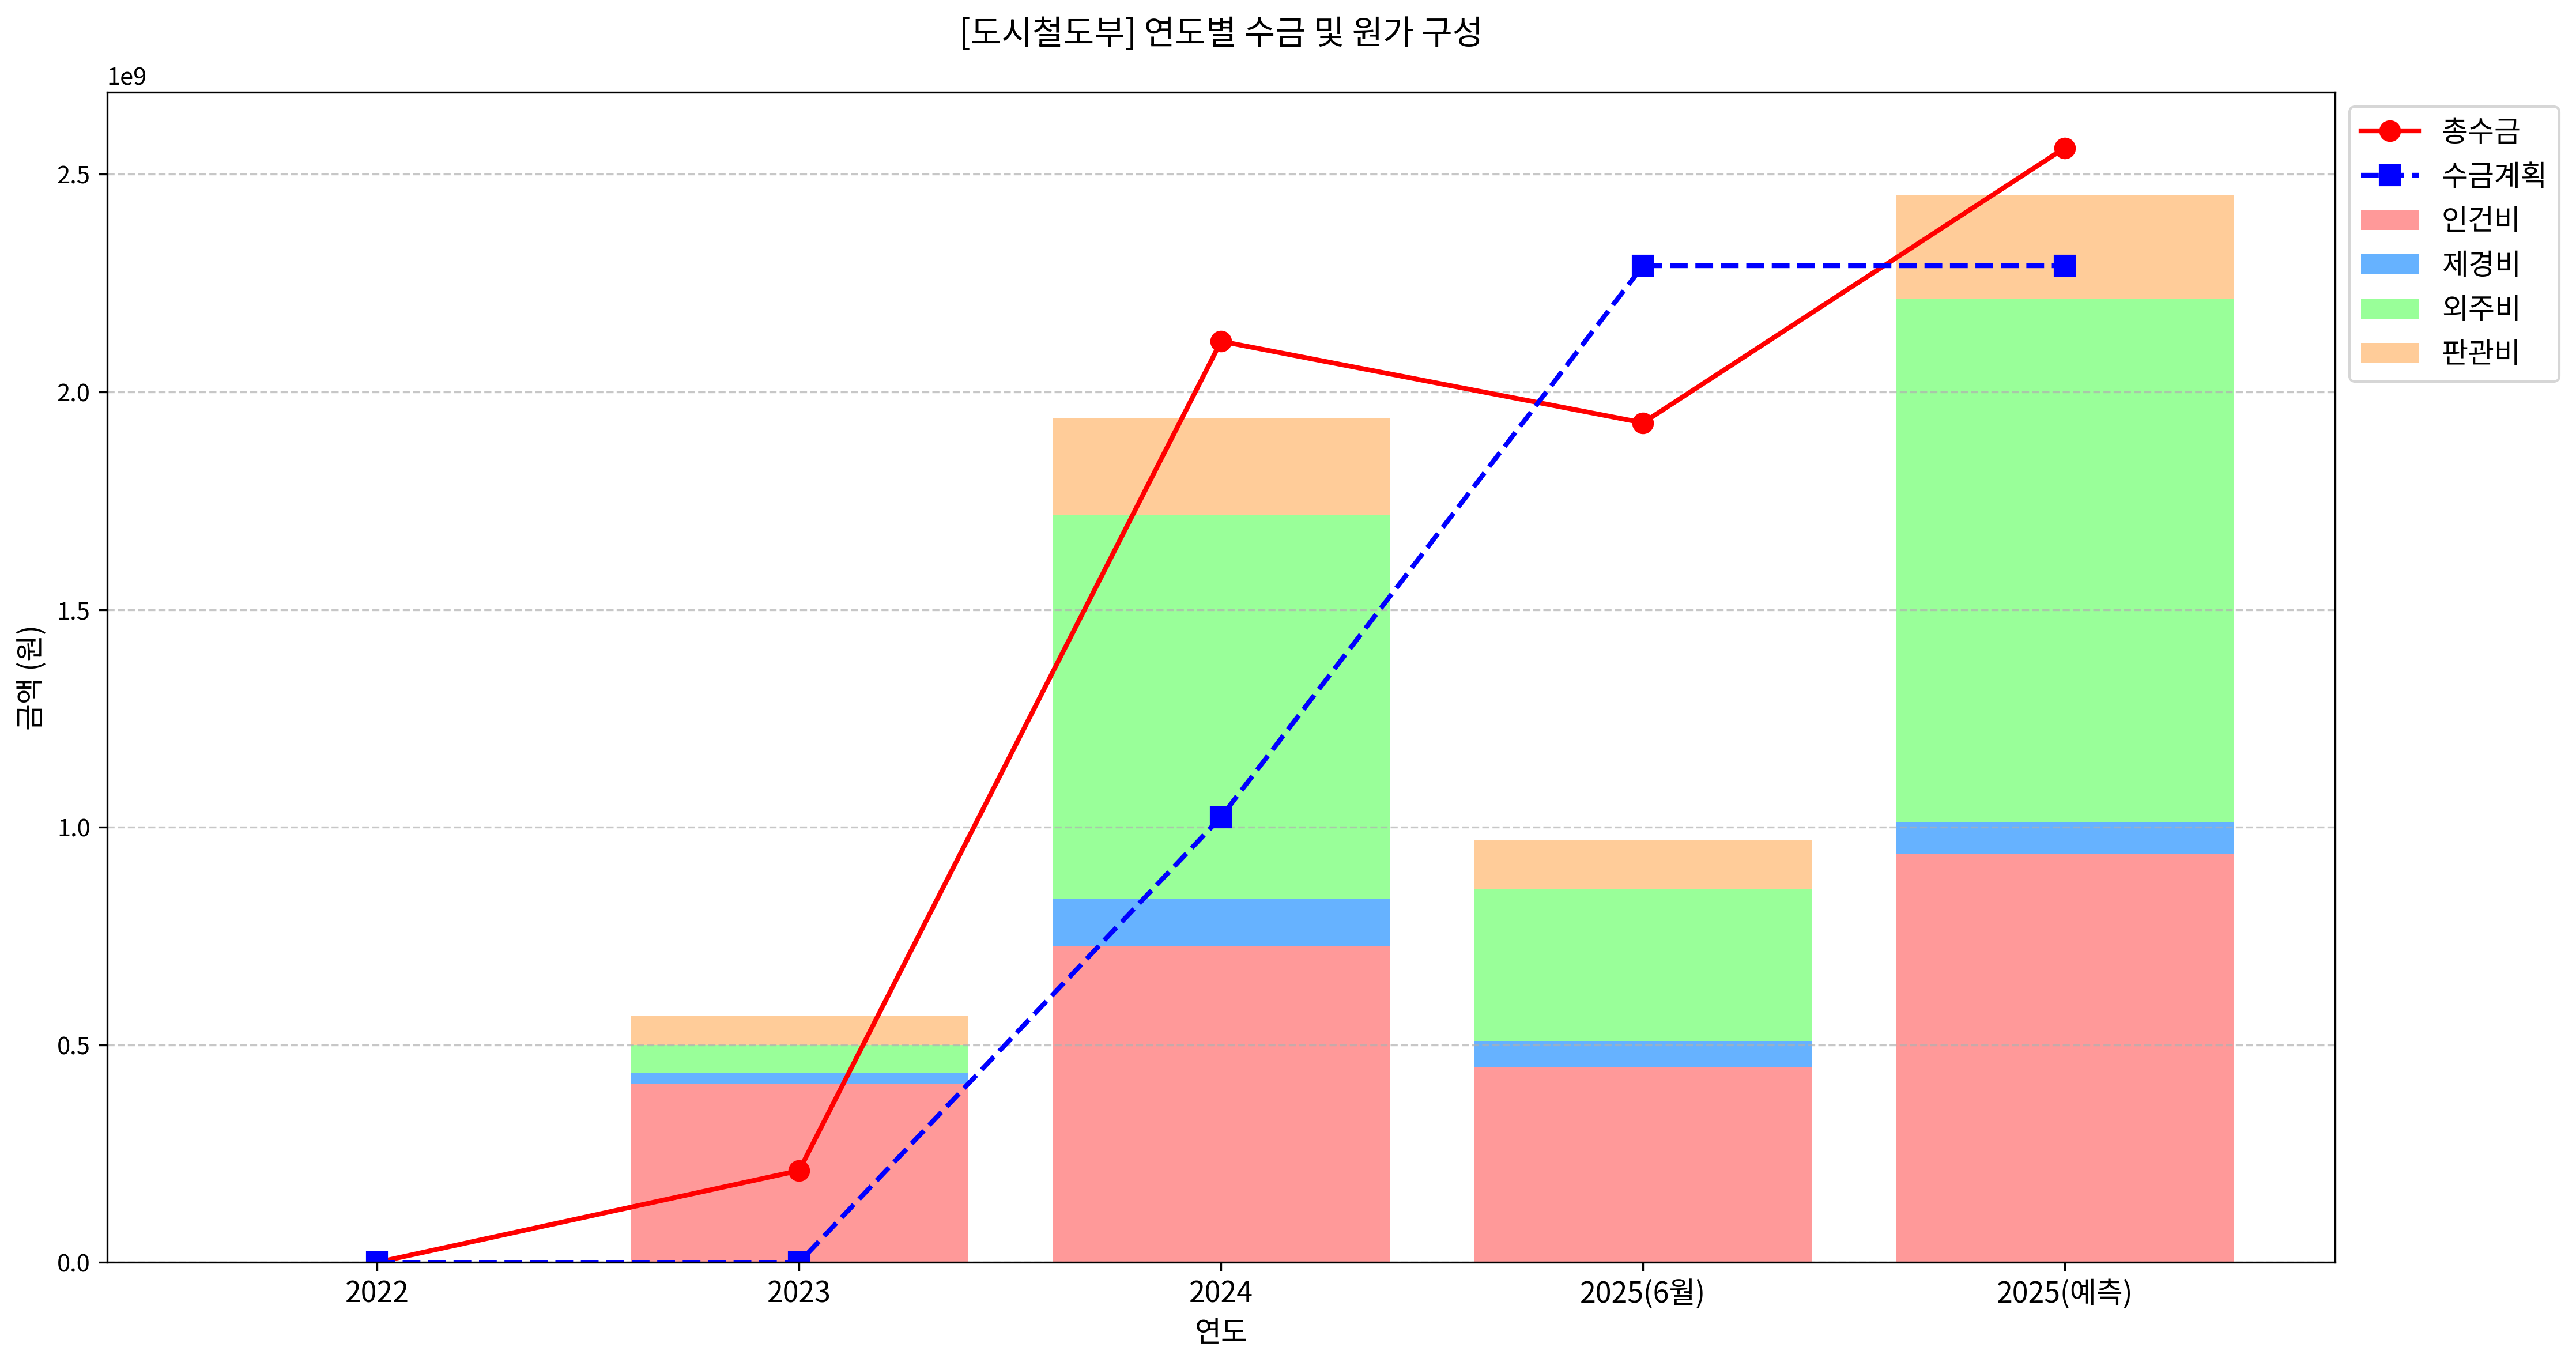 [도시철도부] 연도별 수금 및 원가 구성
1e9
2.5
2.0
1.5
1.0
0.5
0.0
금액 (원)
2022
2023
2024
2025(6월)
2025(예측)
연도
총수금
수금계획
인건비
제경비
외주비
판관비